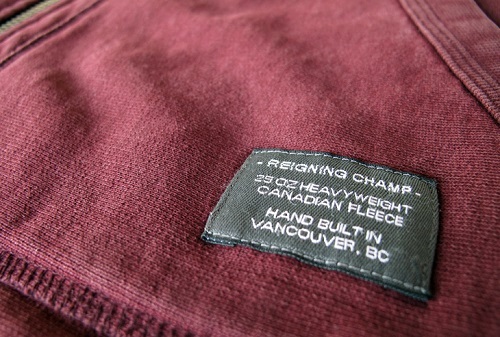 - REIGNING CHAMP -
23 OZ HEAVYWEIGHT
CANADIAN FLEECE
HAND BUILT IN
VANCOUVER, BC